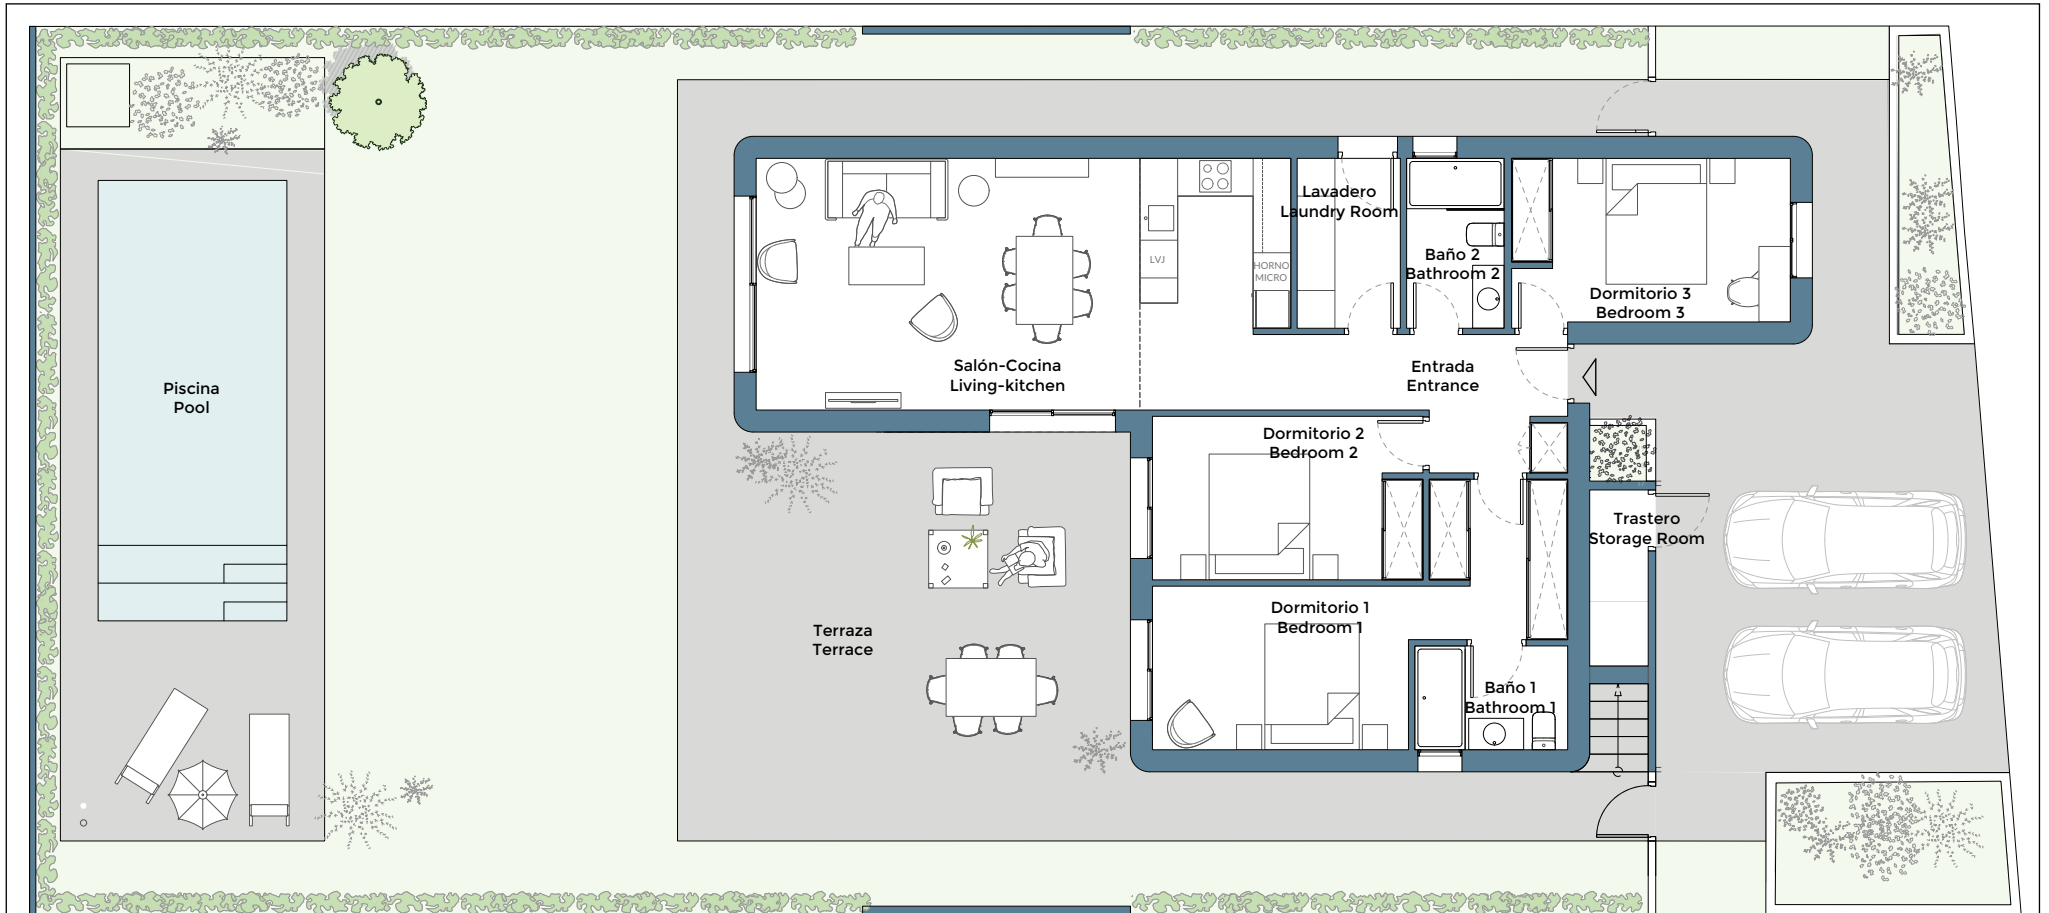 Lavadero
Laundry Room
Baño 2
Bathroom 2
LVJ
HORNO
MICRO
Dormitorio 3
Bedroom 3
Salón-Cocina
Living-kitchen
Entrada
Entrance
Piscina
Pool
Dormitorio 2
Bedroom 2
Trastero
Storage Room
Dormitorio 1
Bedroom 1
Terraza
Terrace
Baño 1
Bathroom 1